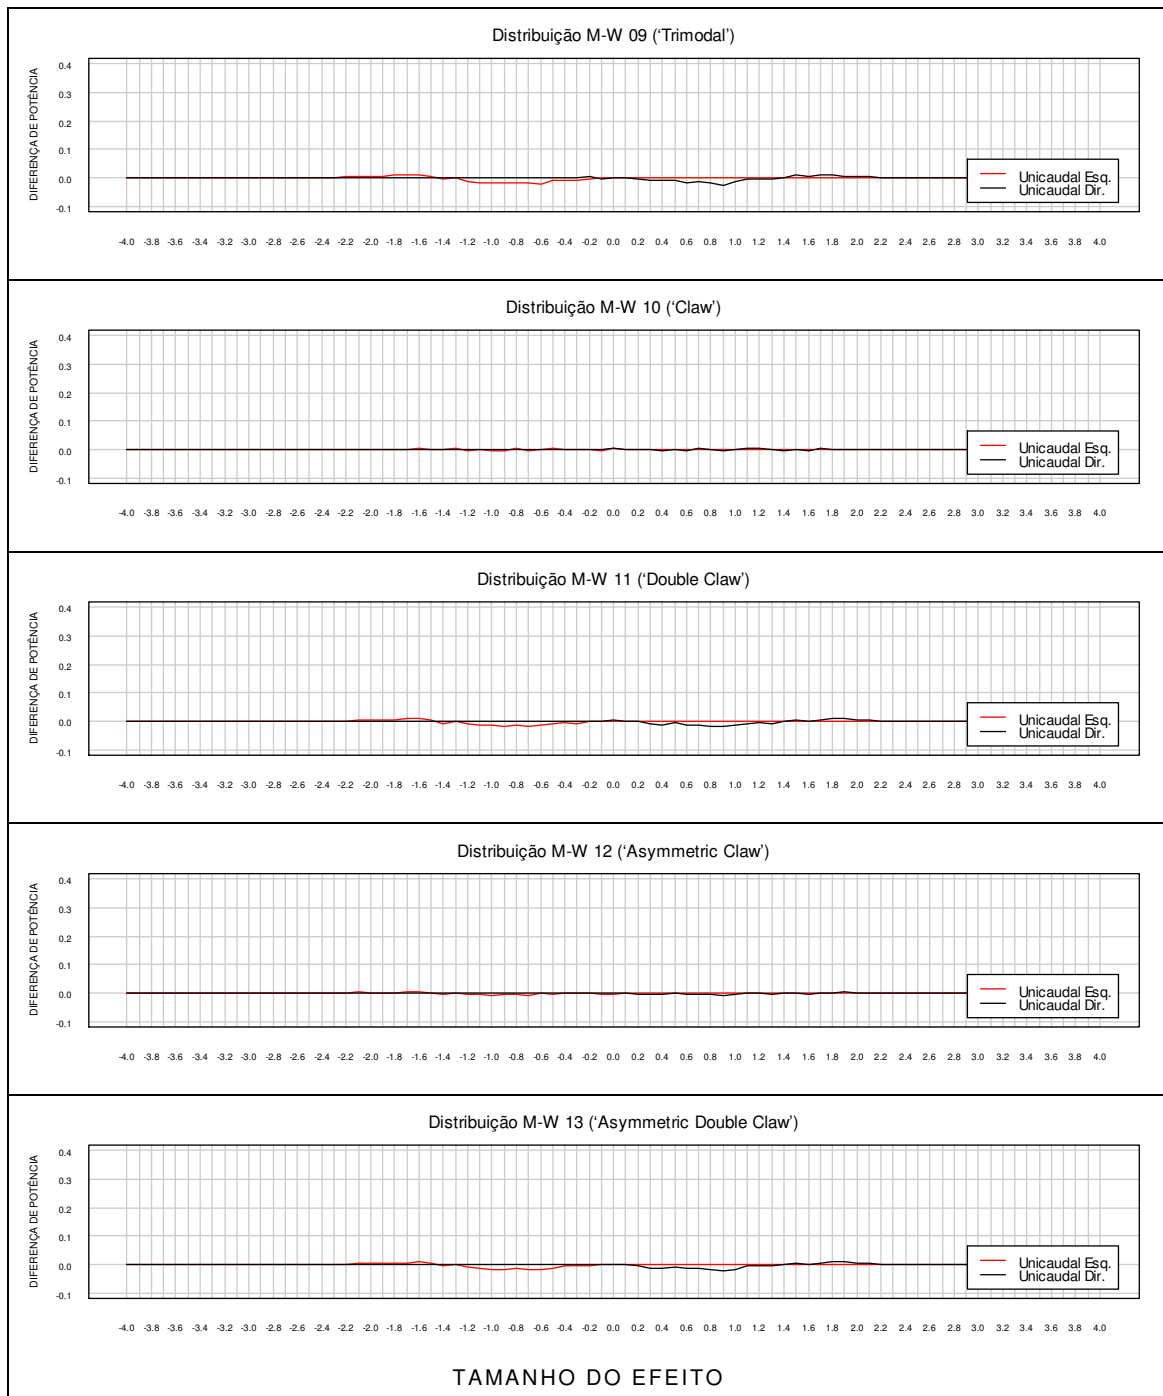 Distribuição M-W 09 (‘Trimodal’)
DIFERENÇA DE POTÊNCIA
0.4
0.3
0.2
0.1
0.0
-0.1
Unicaudal Esq.
Unicaudal Dir.
-4.0 -3.8 -3.6 -3.4 -3.2 -3.0 -2.8 -2.6 -2.4 -2.2 -2.0 -1.8 -1.6 -1.4 -1.2 -1.0 -0.8 -0.6 -0.4 -0.2 0.0 0.2 0.4 0.6 0.8 1.0 1.2 1.4 1.6 1.8 2.0 2.2 2.4 2.6 2.8 3.0 3.2 3.4 3.6 3.8 4.0
Distribuição M-W 10 (‘Claw’)
DIFERENÇA DE POTÊNCIA
0.4
0.3
0.2
0.1
0.0
-0.1
Unicaudal Esq.
Unicaudal Dir.
-4.0 -3.8 -3.6 -3.4 -3.2 -3.0 -2.8 -2.6 -2.4 -2.2 -2.0 -1.8 -1.6 -1.4 -1.2 -1.0 -0.8 -0.6 -0.4 -0.2 0.0 0.2 0.4 0.6 0.8 1.0 1.2 1.4 1.6 1.8 2.0 2.2 2.4 2.6 2.8 3.0 3.2 3.4 3.6 3.8 4.0
Distribuição M-W 11 (‘Double Claw’)
DIFERENÇA DE POTÊNCIA
0.4
0.3
0.2
0.1
0.0
-0.1
Unicaudal Esq.
Unicaudal Dir.
-4.0 -3.8 -3.6 -3.4 -3.2 -3.0 -2.8 -2.6 -2.4 -2.2 -2.0 -1.8 -1.6 -1.4 -1.2 -1.0 -0.8 -0.6 -0.4 -0.2 0.0 0.2 0.4 0.6 0.8 1.0 1.2 1.4 1.6 1.8 2.0 2.2 2.4 2.6 2.8 3.0 3.2 3.4 3.6 3.8 4.0
Distribuição M-W 12 (‘Asymmetric Claw’)
DIFERENÇA DE POTÊNCIA
0.4
0.3
0.2
0.1
0.0
-0.1
Unicaudal Esq.
Unicaudal Dir.
-4.0 -3.8 -3.6 -3.4 -3.2 -3.0 -2.8 -2.6 -2.4 -2.2 -2.0 -1.8 -1.6 -1.4 -1.2 -1.0 -0.8 -0.6 -0.4 -0.2 0.0 0.2 0.4 0.6 0.8 1.0 1.2 1.4 1.6 1.8 2.0 2.2 2.4 2.6 2.8 3.0 3.2 3.4 3.6 3.8 4.0
Distribuição M-W 13 (‘Asymmetric Double Claw’)
DIFERENÇA DE POTÊNCIA
0.4
0.3
0.2
0.1
0.0
-0.1
Unicaudal Esq.
Unicaudal Dir.
-4.0 -3.8 -3.6 -3.4 -3.2 -3.0 -2.8 -2.6 -2.4 -2.2 -2.0 -1.8 -1.6 -1.4 -1.2 -1.0 -0.8 -0.6 -0.4 -0.2 0.0 0.2 0.4 0.6 0.8 1.0 1.2 1.4 1.6 1.8 2.0 2.2 2.4 2.6 2.8 3.0 3.2 3.4 3.6 3.8 4.0
TAMANHO DO EFEITO